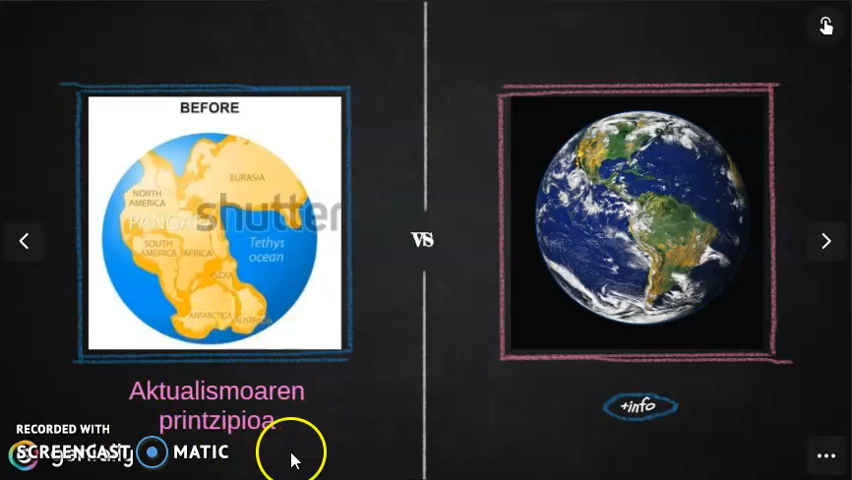 BEFORE
EURASIA
NORTH
AMERICA
PANGAEA
shutter
Tethys
ocean
SOUTH
AMERICA
AFRICA
INDIA
ANTARCTICA
AUSTRALIA
VS
Aktualismoaren
printzipioa
+info
RECORDED WITH
SCREENCAST MATIC
genially